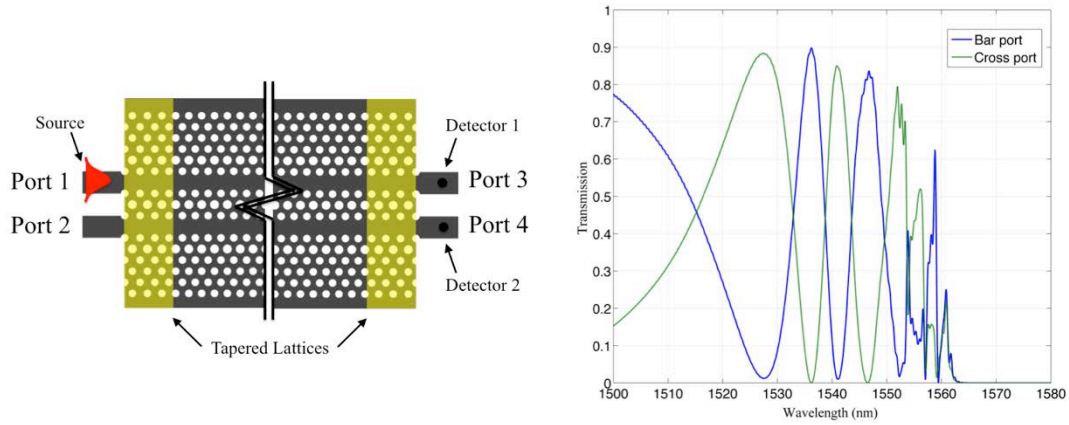 Source
Port 1
Port 2
Detector 1
Port 3
Port 4
Detector 2
Tapered Lattices
Transmission
1
0.9
0.8
0.7
0.6
0.5
0.4
0.3
0.2
0.1
0
Bar port
Cross port
1500 1510 1520 1530 1540 1550 1560 1570 1580
Wavelength (nm)